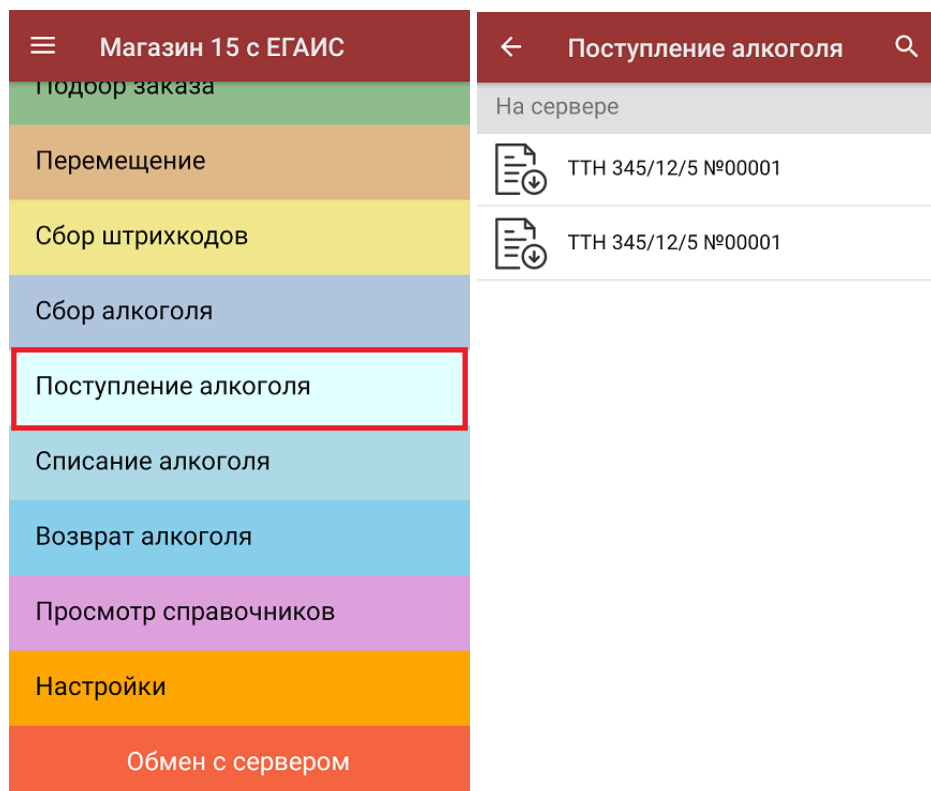 Магазин 15 с ЕГАИС
Подбор заказа
Перемещение
Сбор штрихкодов
Сбор алкоголя
Поступление алкоголя
Списание алкоголя
Возврат алкоголя
Просмотр справочников
Настройки
Обмен с сервером
Поступление алкоголя
На сервере
ТТН 345/12/5 №00001
ТТН 345/12/5 №00001